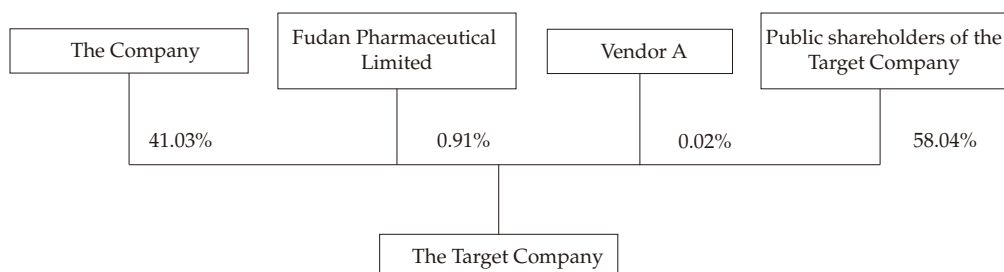 The Company
Fudan Pharmaceutical
Limited
Vendor A
Public shareholders of the
Target Company
41.03%
0.91%
0.02%
58.04%
The Target Company